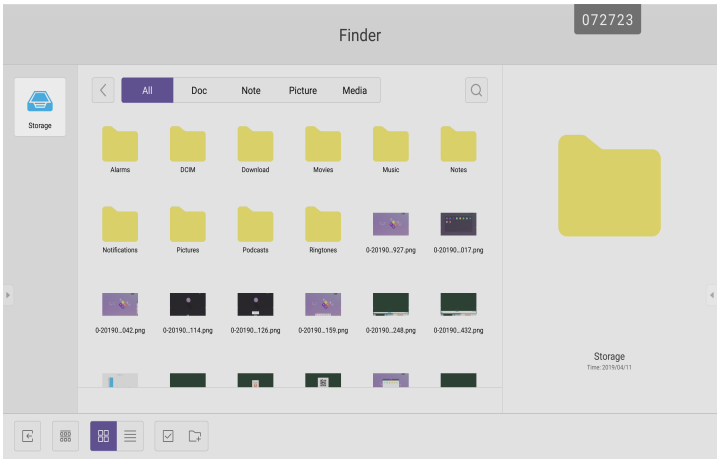 072723
Finder
All Doc Note Picture Media
Storage
Alarms DCIM Download Movies Music Notes
Notifications Pictures Podcasts Ringtones 0-20190...927.png 0-20190...017.png
0-20190...042.png 0-20190...114.png 0-20190...126.png 0-20190...159.png 0-20190...248.png 0-20190...432.png
Storage
Time: 2019/04/11